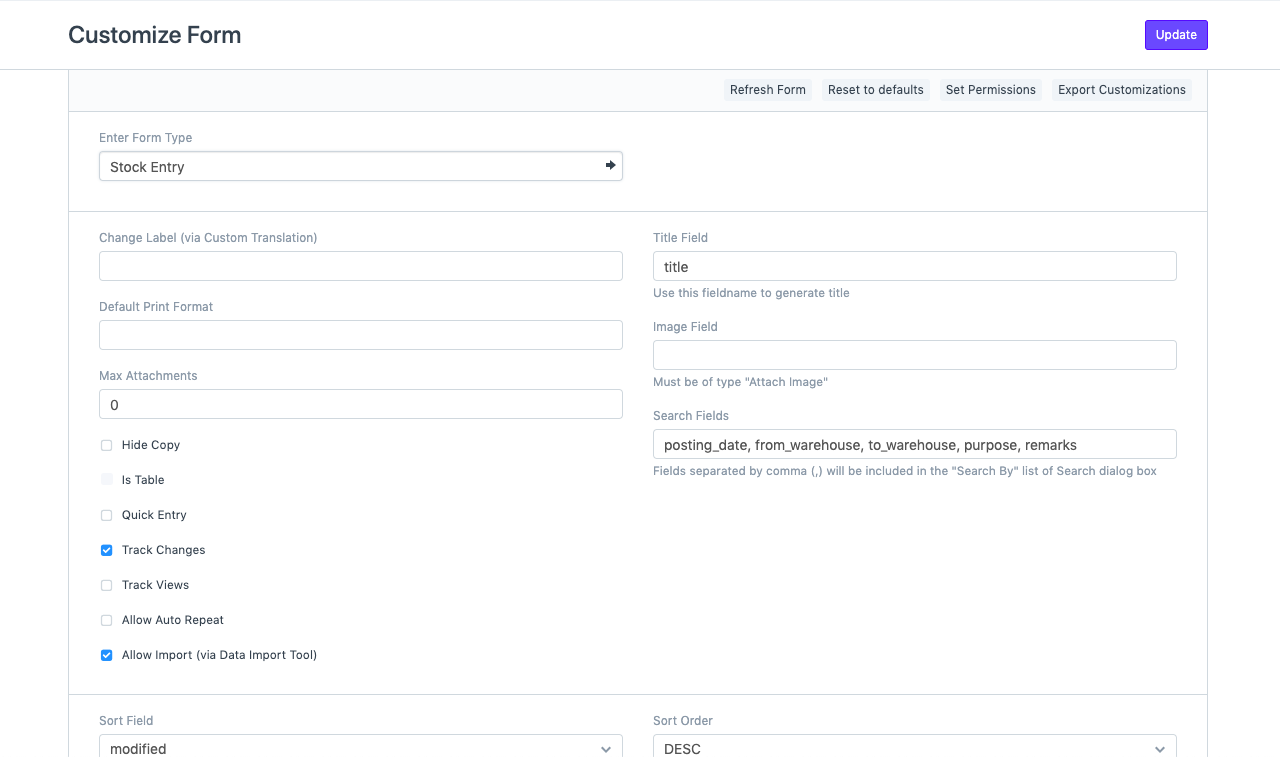 Customize Form
Update
Refresh Form
Reset to defaults
Set Permissions
Export Customizations
Enter Form Type
Stock Entry
Change Label (via Custom Translation)
Default Print Format
Max Attachments
0
Hide Copy
Is Table
Quick Entry
Track Changes
Track Views
Allow Auto Repeat
Allow Import (via Data Import Tool)
Title Field
title
Use this fieldname to generate title
Image Field
Must be of type "Attach Image"
Search Fields
posting_date, from_warehouse, to_warehouse, purpose, remarks
Fields separated by comma (,) will be included in the "Search By" list of Search dialog box
Sort Field
modified
Sort Order
DESC